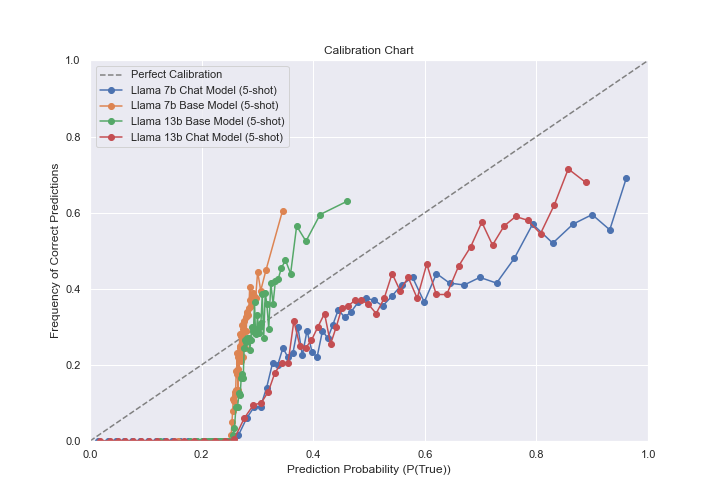 Calibration Chart
Perfect Calibration
Llama 7b Chat Model (5-shot)
Llama 7b Base Model (5-shot)
Llama 13b Base Model (5-shot)
Llama 13b Chat Model (5-shot)
Frequency of Correct Predictions
1.0
0.8
0.6
0.4
0.2
0.0
0.0 0.2 0.4 0.6 0.8 1.0
Prediction Probability (P(True))